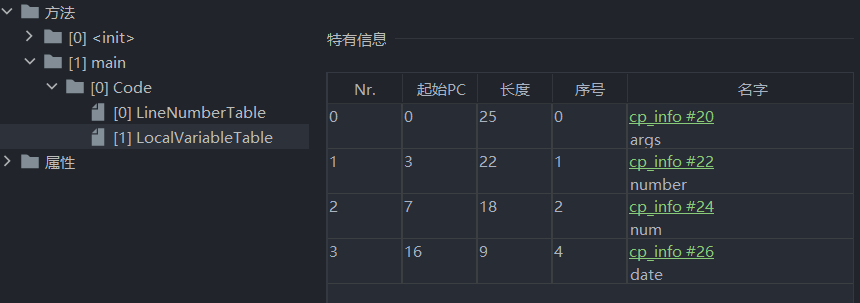 方法
[0] <init>
[1] main
[0] Code
[0] LineNumberTable
[1] LocalVariableTable
属性
特有信息
Nr. 起始PC 长度 序号 名字
0 0 25 0 cp_info #20
args
1 3 22 1 cp_info #22
number
2 7 18 2 cp_info #24
num
3 16 9 4 cp_info #26
date